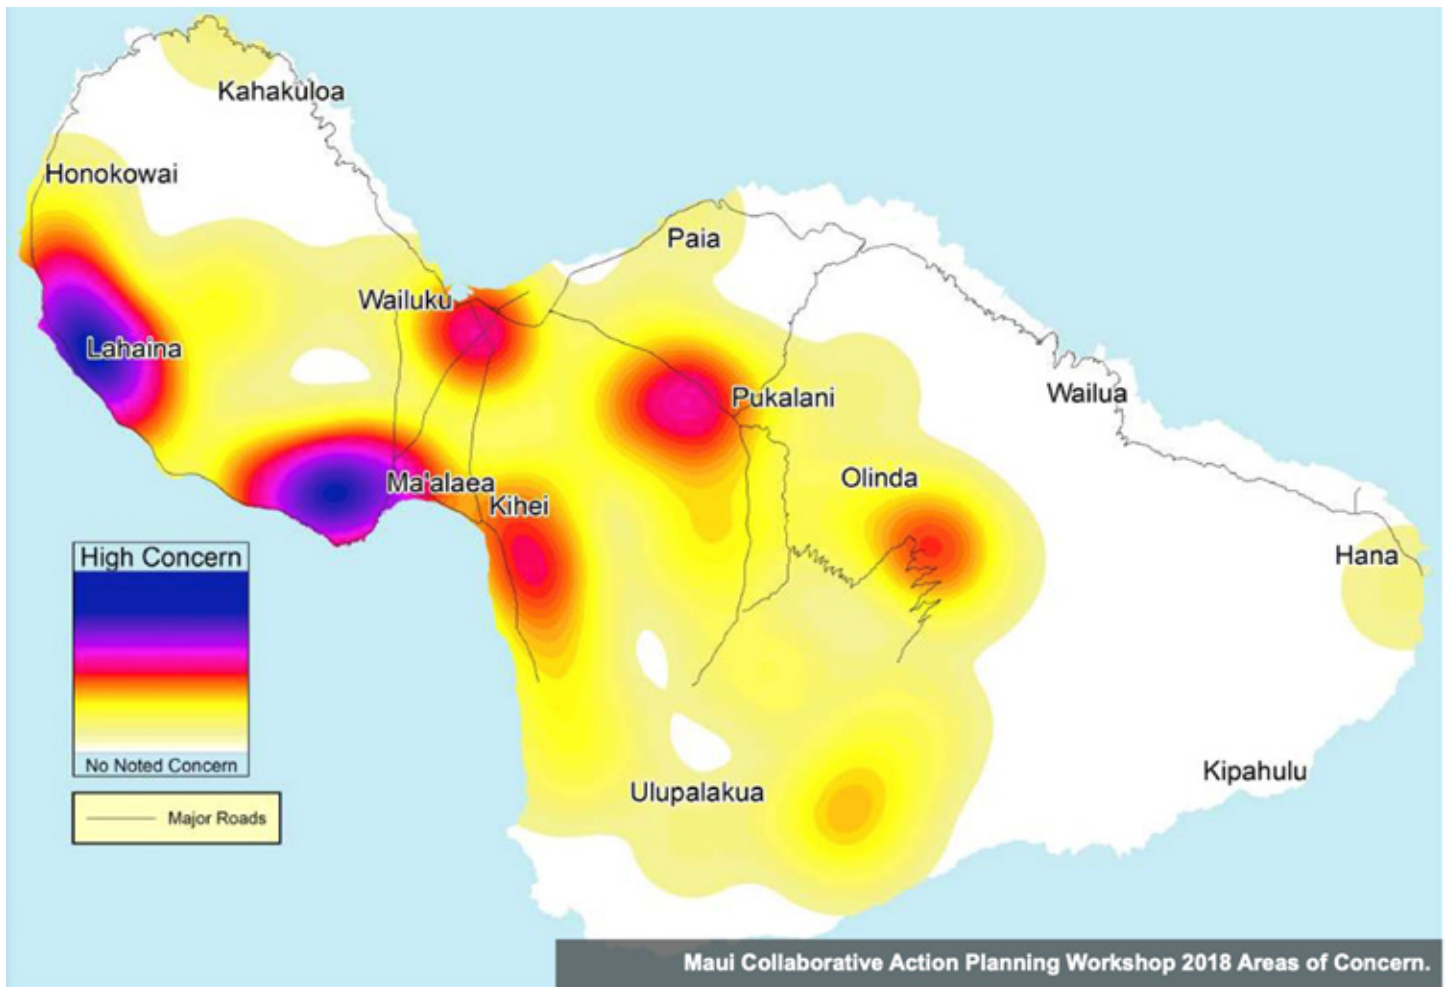 Kahakuloa
Honokowai
Paia
Wailuku
Lahaina
Pukalani
Wailua
Olinda
Ma'alaea
Kihei
Hana
High Concern
No Noted Concern
Major Roads
Ulupalakua
Kipahulu
Maui Collaborative Action Planning Workshop 2018 Areas of Concern.